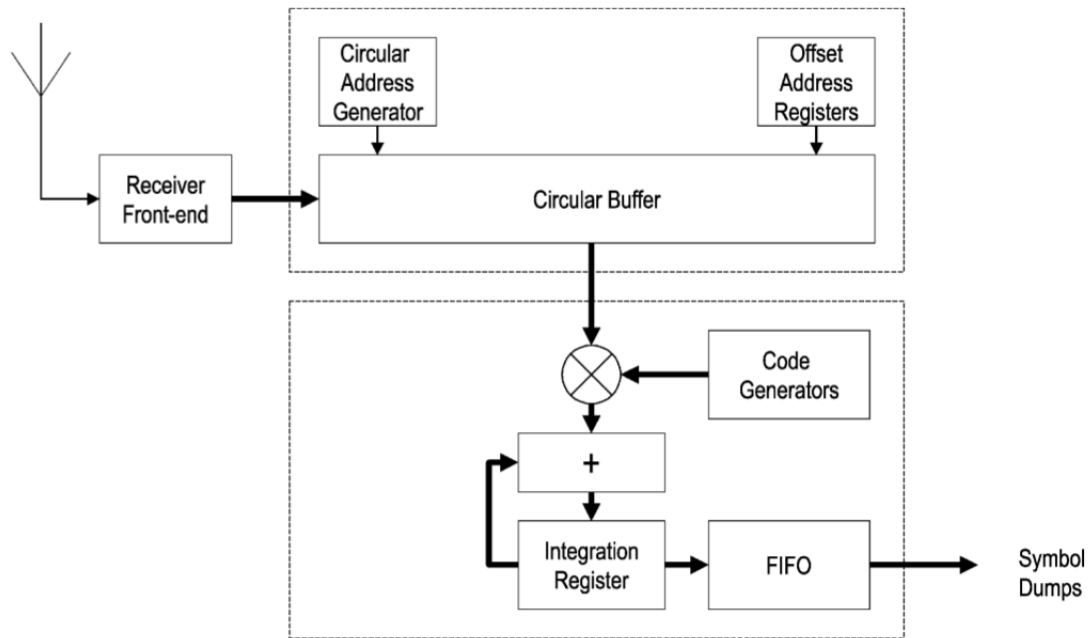 Circular
Address
Generator
Offset
Address
Registers
Receiver
Front-end
Circular Buffer
Code
Generators
+
Integration
Register
FIFO
Symbol
Dumps